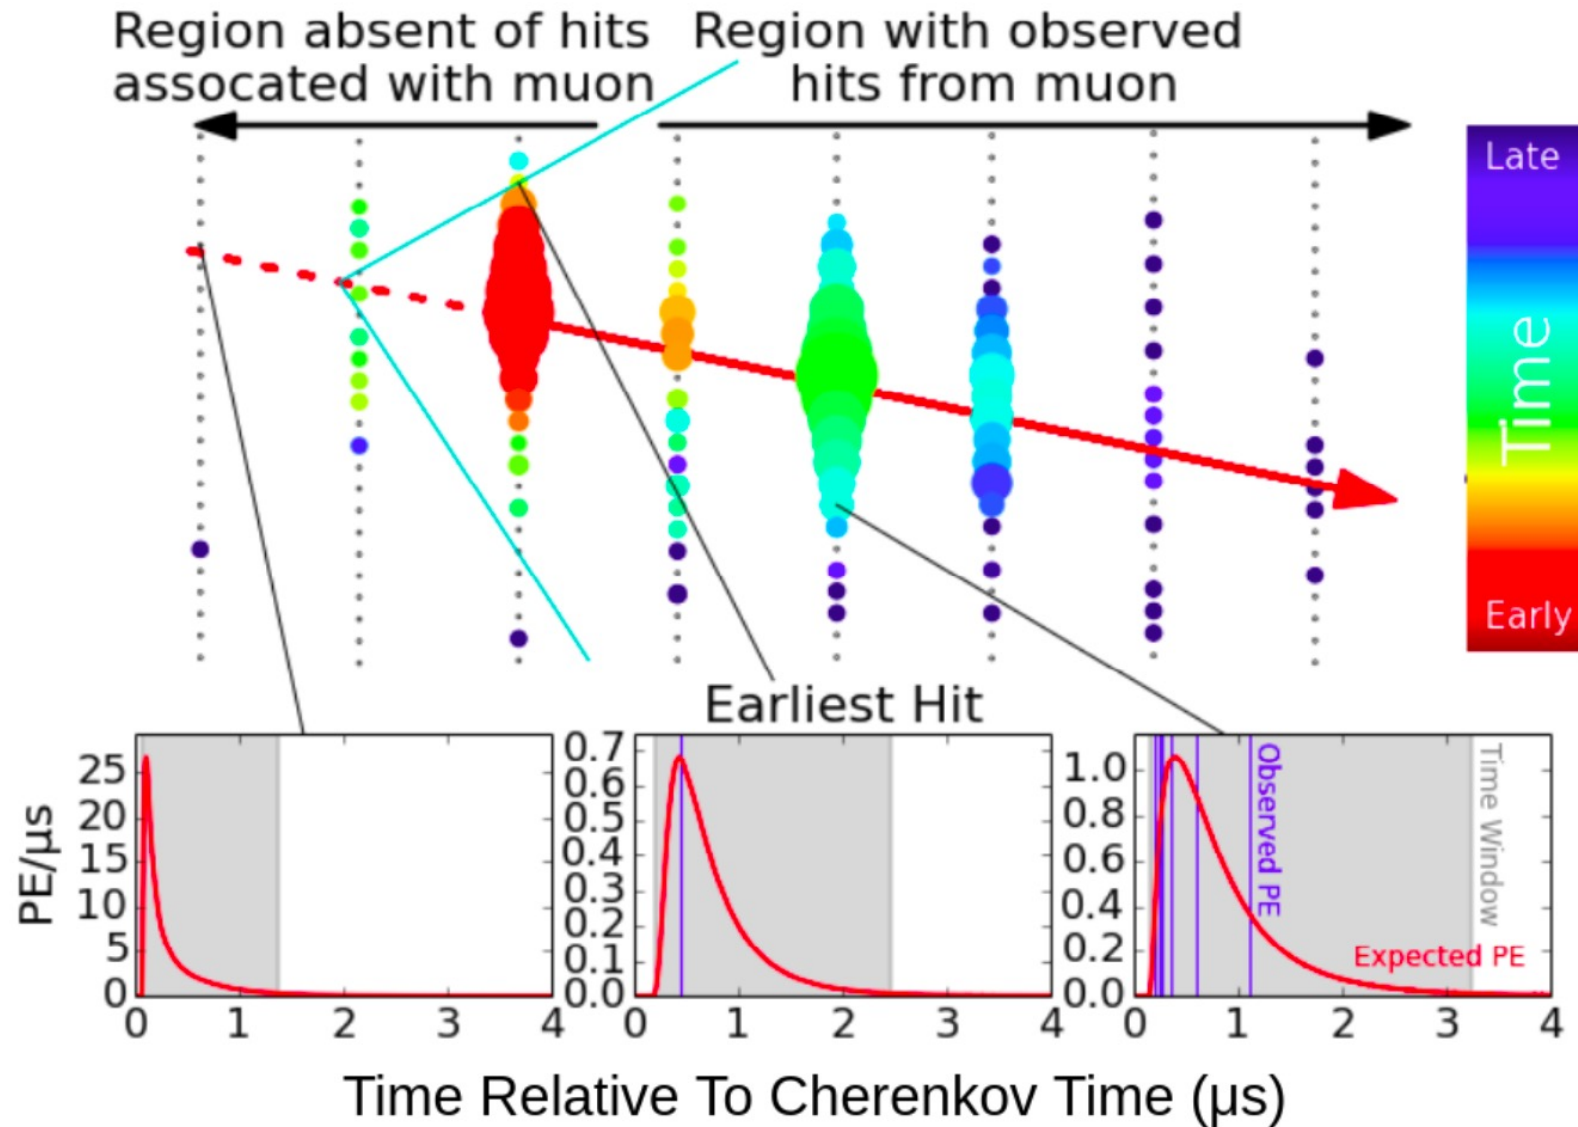 Region absent of hits
assocated with muon
Region with observed
hits from muon
Late
Time
Early
Earliest Hit
PE/μs
25
20
15
10
5
0
0 1 2 3 4
0.7
0.6
0.5
0.4
0.3
0.2
0.1
0.0
0 1 2 3 4
1.0
0.8
0.6
0.4
0.2
0.0
Observed PE
Time Window
Expected PE
0 1 2 3 4
Time Relative To Cherenkov Time (μs)